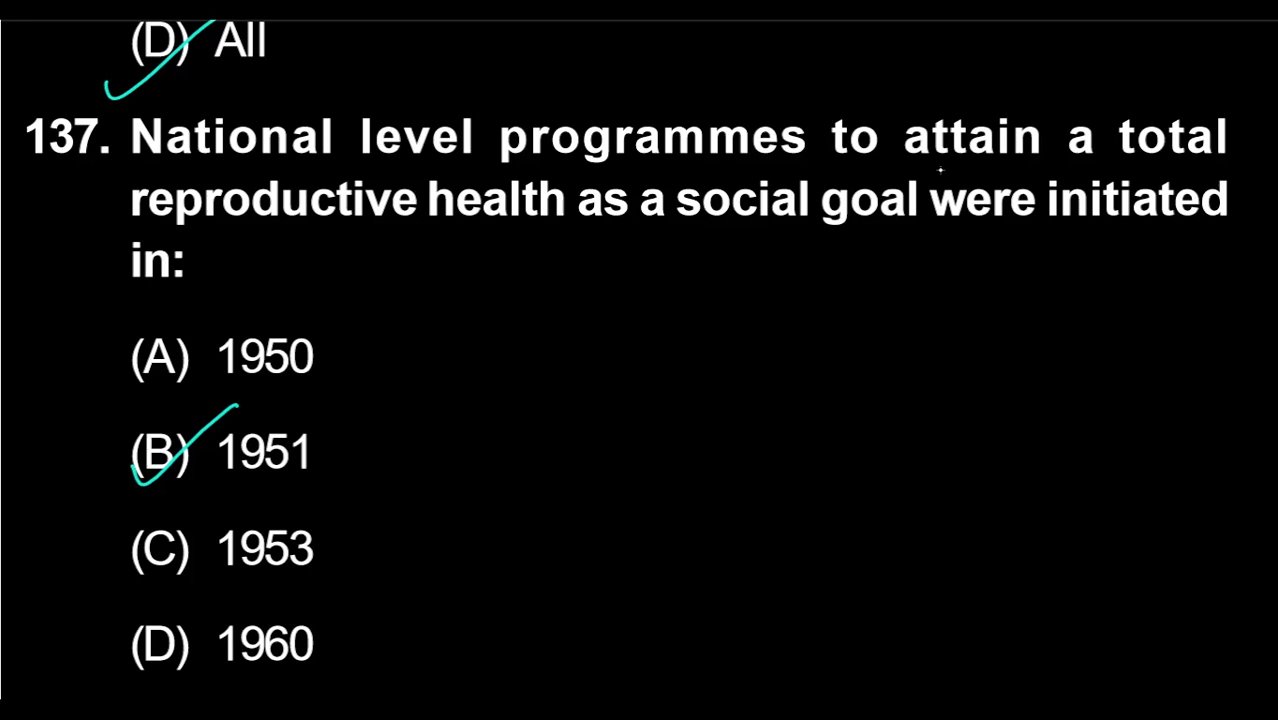 (D) All
137. National level programmes to attain a total
reproductive health as a social goal were initiated
in:
(A) 1950
(B) 1951
(C) 1953
(D) 1960